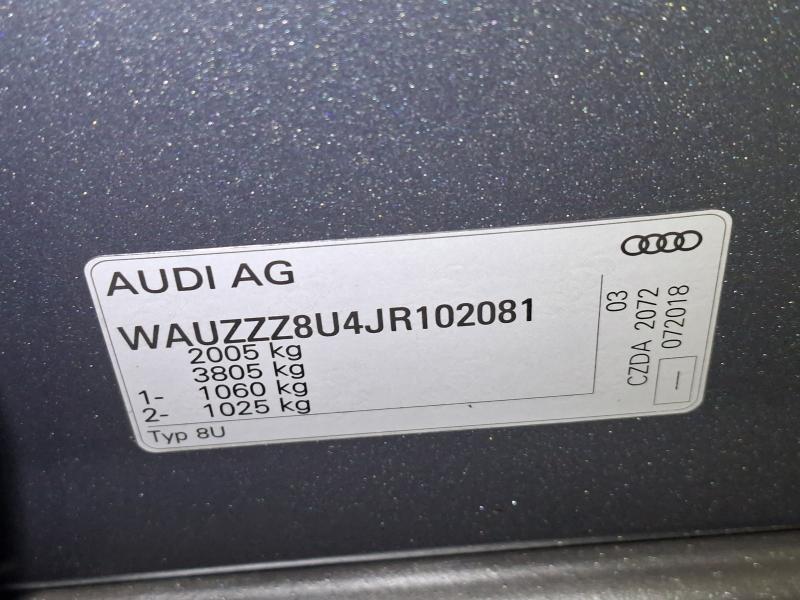 AUDI AG
WAUZZZ8U4JR102081
2005 kg
3805 kg
1- 1060 kg
2- 1025 kg
Typ 8U
03
CZDA 2072
072018